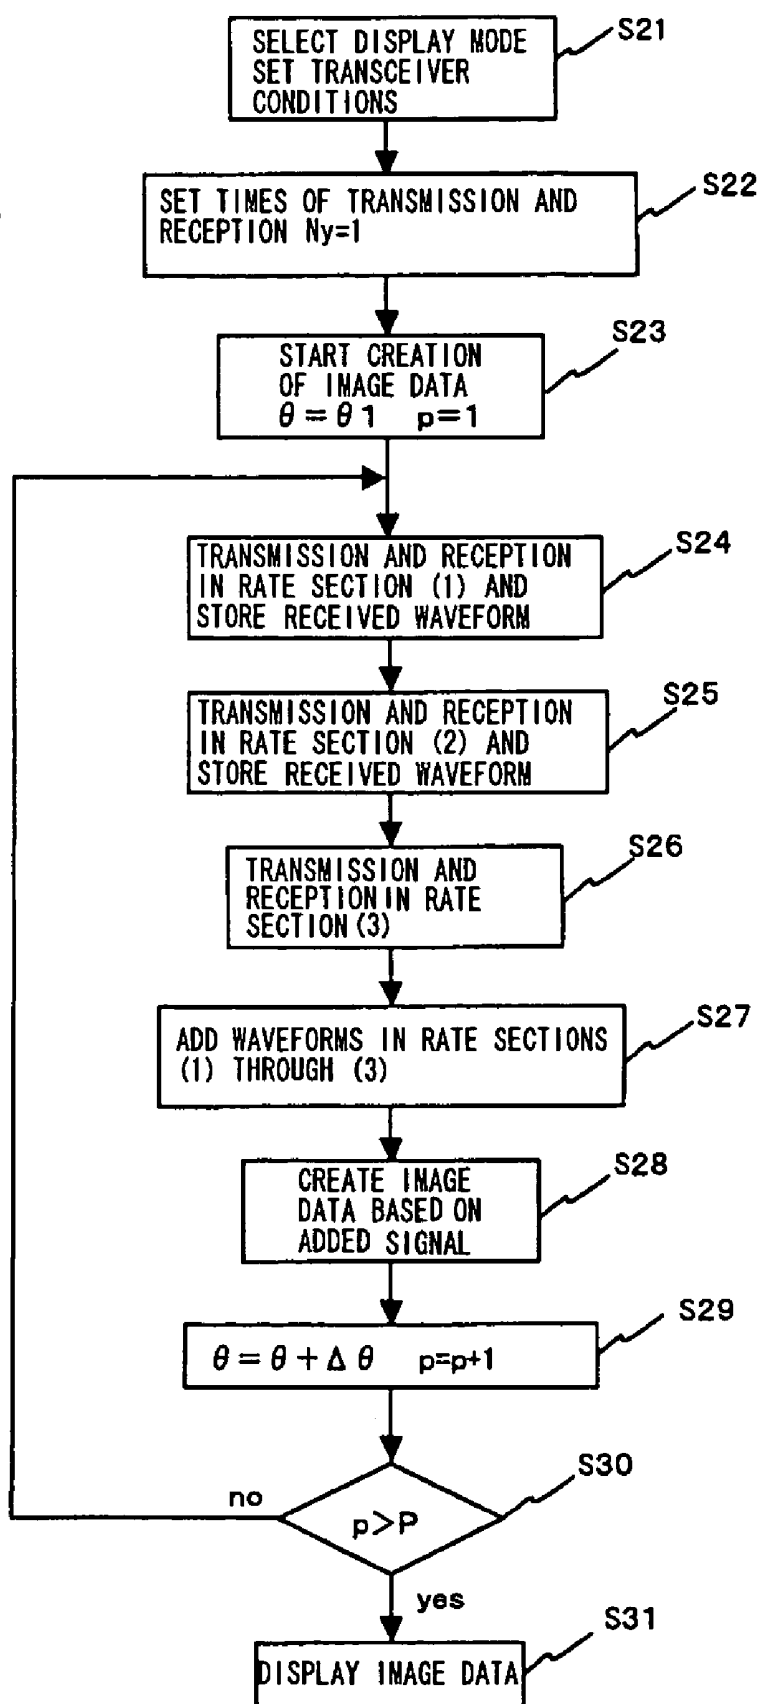 S21
SELECT DISPLAY MODE
SET TRANSCEIVER
CONDITIONS
S22
SET TIMES OF TRANSMISSION AND
RECEPTION Ny=1
S23
START CREATION
OF IMAGE DATA
θ=θ1 p=1
S24
TRANSMISSION AND RECEPTION
IN RATE SECTION (1) AND
STORE RECEIVED WAVEFORM
S25
TRANSMISSION AND RECEPTION
IN RATE SECTION (2) AND
STORE RECEIVED WAVEFORM
S26
TRANSMISSION AND
RECEPTION IN RATE
SECTION (3)
S27
ADD WAVEFORMS IN RATE SECTIONS
(1) THROUGH (3)
S28
CREATE IMAGE
DATA BASED ON
ADDED SIGNAL
S29
θ=θ+Δθ p=p+1
S30
no
p>P
yes
S31
DISPLAY IMAGE DATA